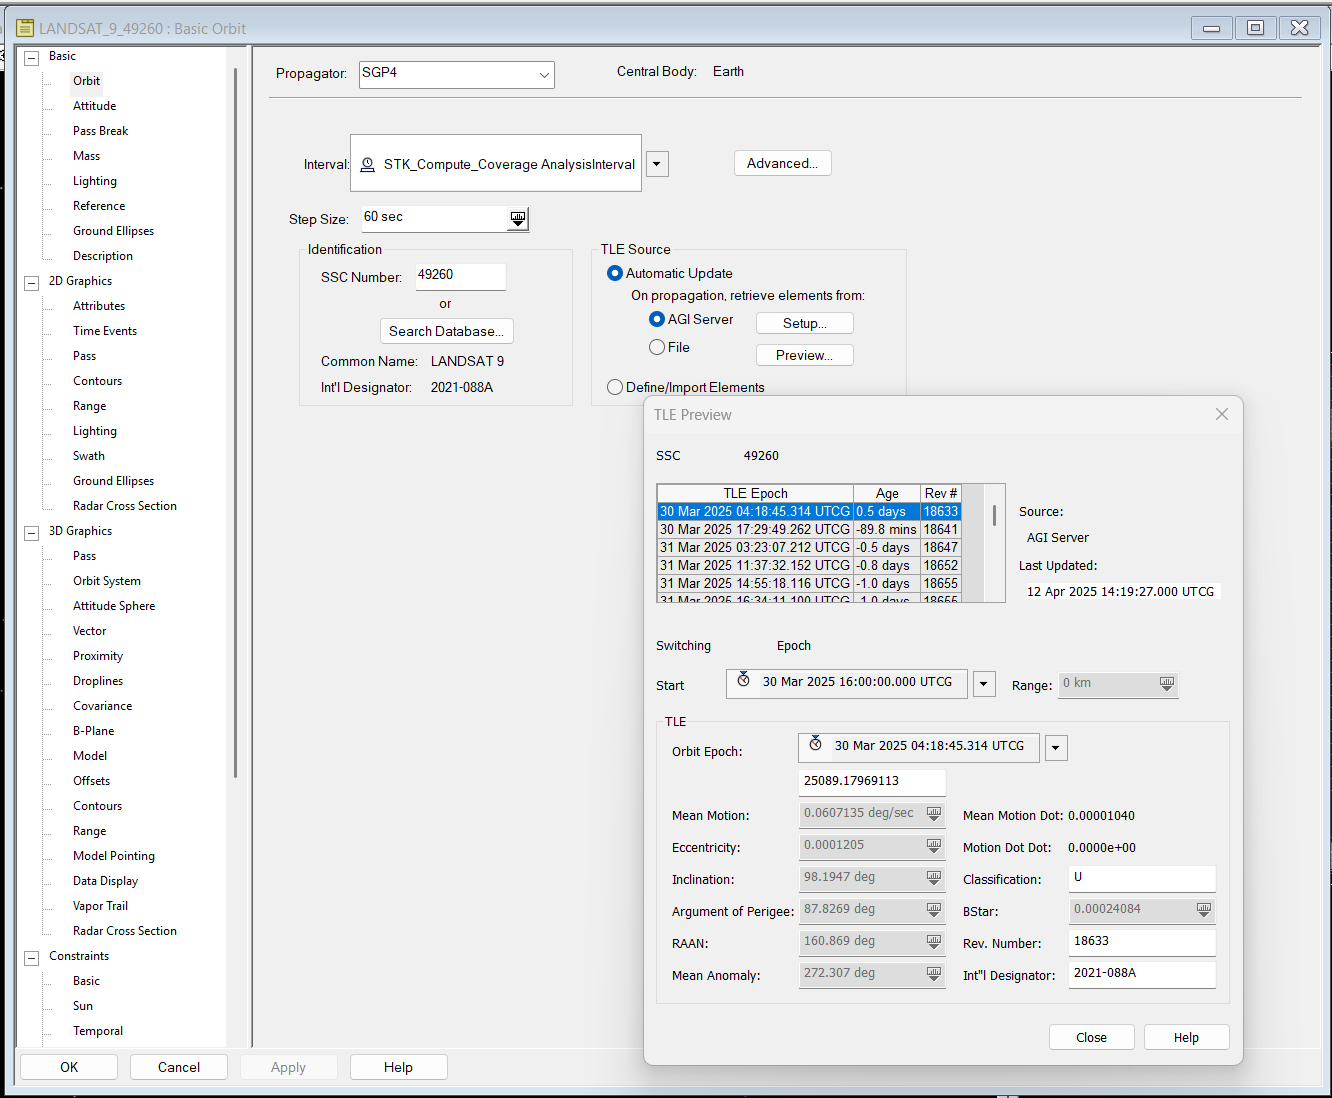 LANDSAT_9_49260 : Basic Orbit
Basic
Orbit
Attitude
Pass Break
Mass
Lighting
Reference
Ground Ellipses
Description
2D Graphics
Attributes
Time Events
Pass
Contours
Range
Lighting
Swath
Ground Ellipses
Radar Cross Section
3D Graphics
Pass
Orbit System
Attitude Sphere
Vector
Proximity
Droplines
Covariance
B-Plane
Model
Offsets
Contours
Range
Model Pointing
Data Display
Vapor Trail
Radar Cross Section
Constraints
Basic
Sun
Temporal
Propagator: SGP4 Central Body: Earth
Interval: STK_Compute_Coverage AnalysisInterval Advanced...
Step Size: 60 sec
Identification
SSC Number: 49260
or
Search Database...
Common Name: LANDSAT 9
Int'l Designator: 2021-088A
TLE Source
Automatic Update
On propagation, retrieve elements from:
AGI Server Setup...
File Preview...
Define/Import Elements
TLE Preview
SSC 49260
TLE Epoch Age Rev #
30 Mar 2025 04:18:45.314 UTCG 0.5 days 18633
30 Mar 2025 17:29:49.262 UTCG -89.8 mins 18641
31 Mar 2025 03:23:07.212 UTCG -0.5 days 18647
31 Mar 2025 11:37:32.152 UTCG -0.8 days 18652
31 Mar 2025 14:55:18.116 UTCG -1.0 days 18655
31 Mar 2025 16:34:11.100 UTCG -1.0 days 18655
Source:
AGI Server
Last Updated:
12 Apr 2025 14:19:27.000 UTCG
Switching Epoch
Start 30 Mar 2025 16:00:00.000 UTCG Range: 0 km
TLE
Orbit Epoch: 30 Mar 2025 04:18:45.314 UTCG
25089.17969113
Mean Motion: 0.0607135 deg/sec Mean Motion Dot: 0.00001040
Eccentricity: 0.0001205 Motion Dot Dot: 0.0000e+00
Inclination: 98.1947 deg Classification: U
Argument of Perigee: 87.8269 deg BStar: 0.00024084
RAAN: 160.869 deg Rev. Number: 18633
Mean Anomaly: 272.307 deg Int"l Designator: 2021-088A
Close Help
OK Cancel Apply Help